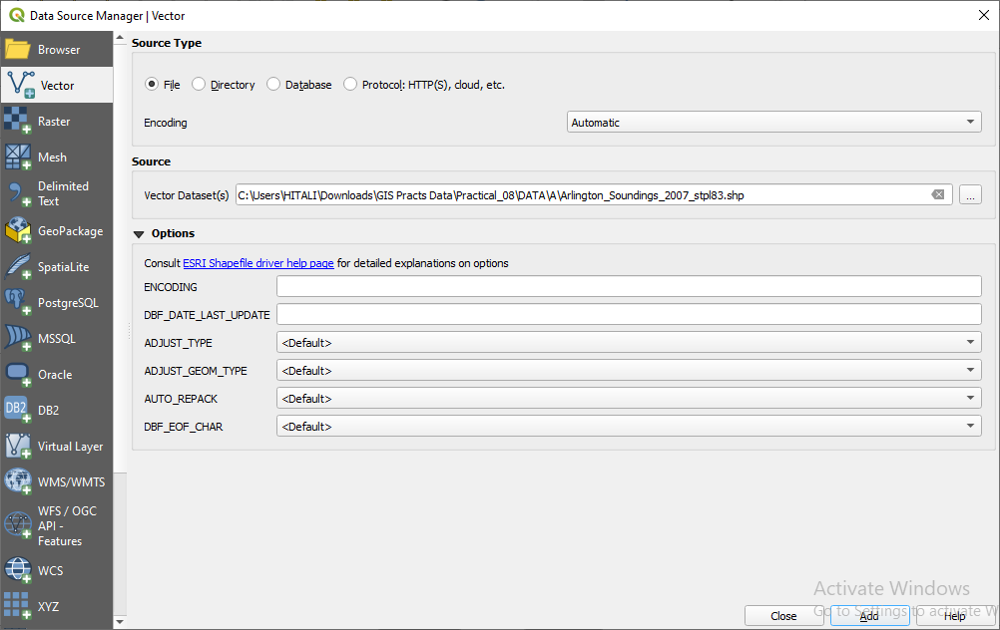 Data Source Manager | Vector
Browser
Vector
Raster
Mesh
Delimited
Text
GeoPackage
SpatiaLite
PostgreSQL
MSSQL
Oracle
DB2
DB2
Virtual Layer
WMS/WMTS
WFS / OGC
API -
Features
WCS
XYZ
Source Type
File Directory Database Protocol: HTTP(S), cloud, etc.
Encoding Automatic
Source
Vector Dataset(s) C:\Users\HITALI\Downloads\GIS Practs Data\Practical_08\DATA\A\Arlington_Soundings_2007_stpl83.shp ...
Options
Consult ESRI Shapefile driver help page for detailed explanations on options
ENCODING
DBF_DATE_LAST_UPDATE
ADJUST_TYPE <Default>
ADJUST_GEOM_TYPE <Default>
AUTO_REPACK <Default>
DBF_EOF_CHAR <Default>
Activate Windows
Go to Settings to activate W
Close Add Help